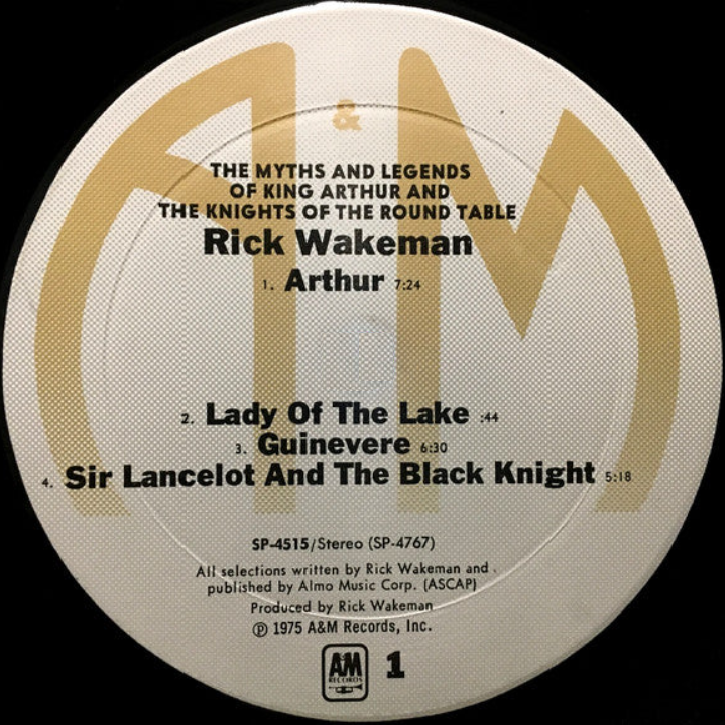 A & M
THE MYTHS AND LEGENDS
OF KING ARTHUR AND
THE KNIGHTS OF THE ROUND TABLE
Rick Wakeman
1. Arthur 7:24
2. Lady Of The Lake :44
3. Guinevere 6:30
4. Sir Lancelot And The Black Knight 5:18
SP-4515/Stereo (SP-4767)
All selections written by Rick Wakeman and
published by Almo Music Corp. (ASCAP)
Produced by Rick Wakeman
℗ 1975 A&M Records, Inc.
AM
RECORDS
1